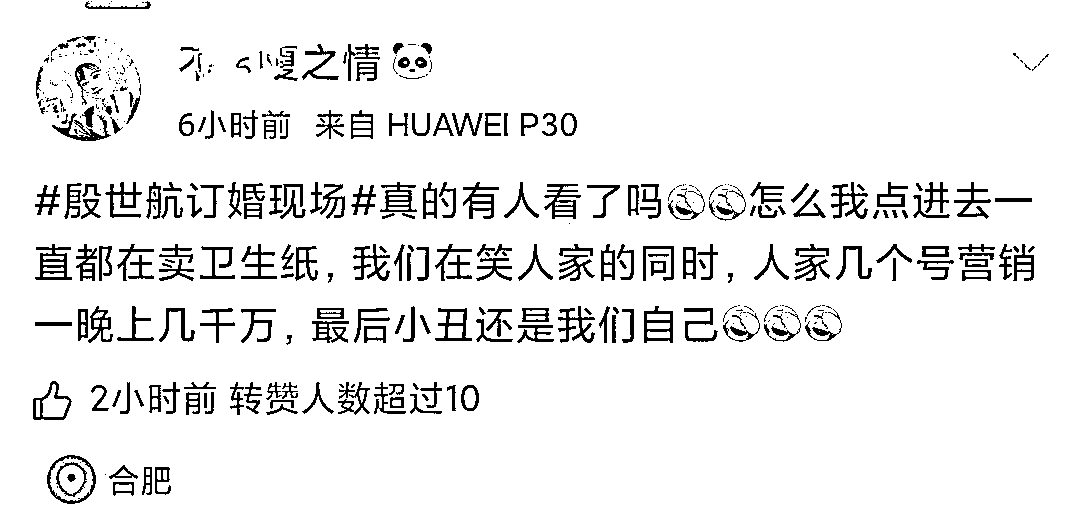 之情
6小时前 来自 HUAWEI P30
#殷世航订婚现场#真的有人看了吗怎么我点进去一
直都在卖卫生纸，我们在笑人家的同时，人家几个号营销
一晚上几千万，最后小丑还是我们自己
2小时前 转赞人数超过10
合肥